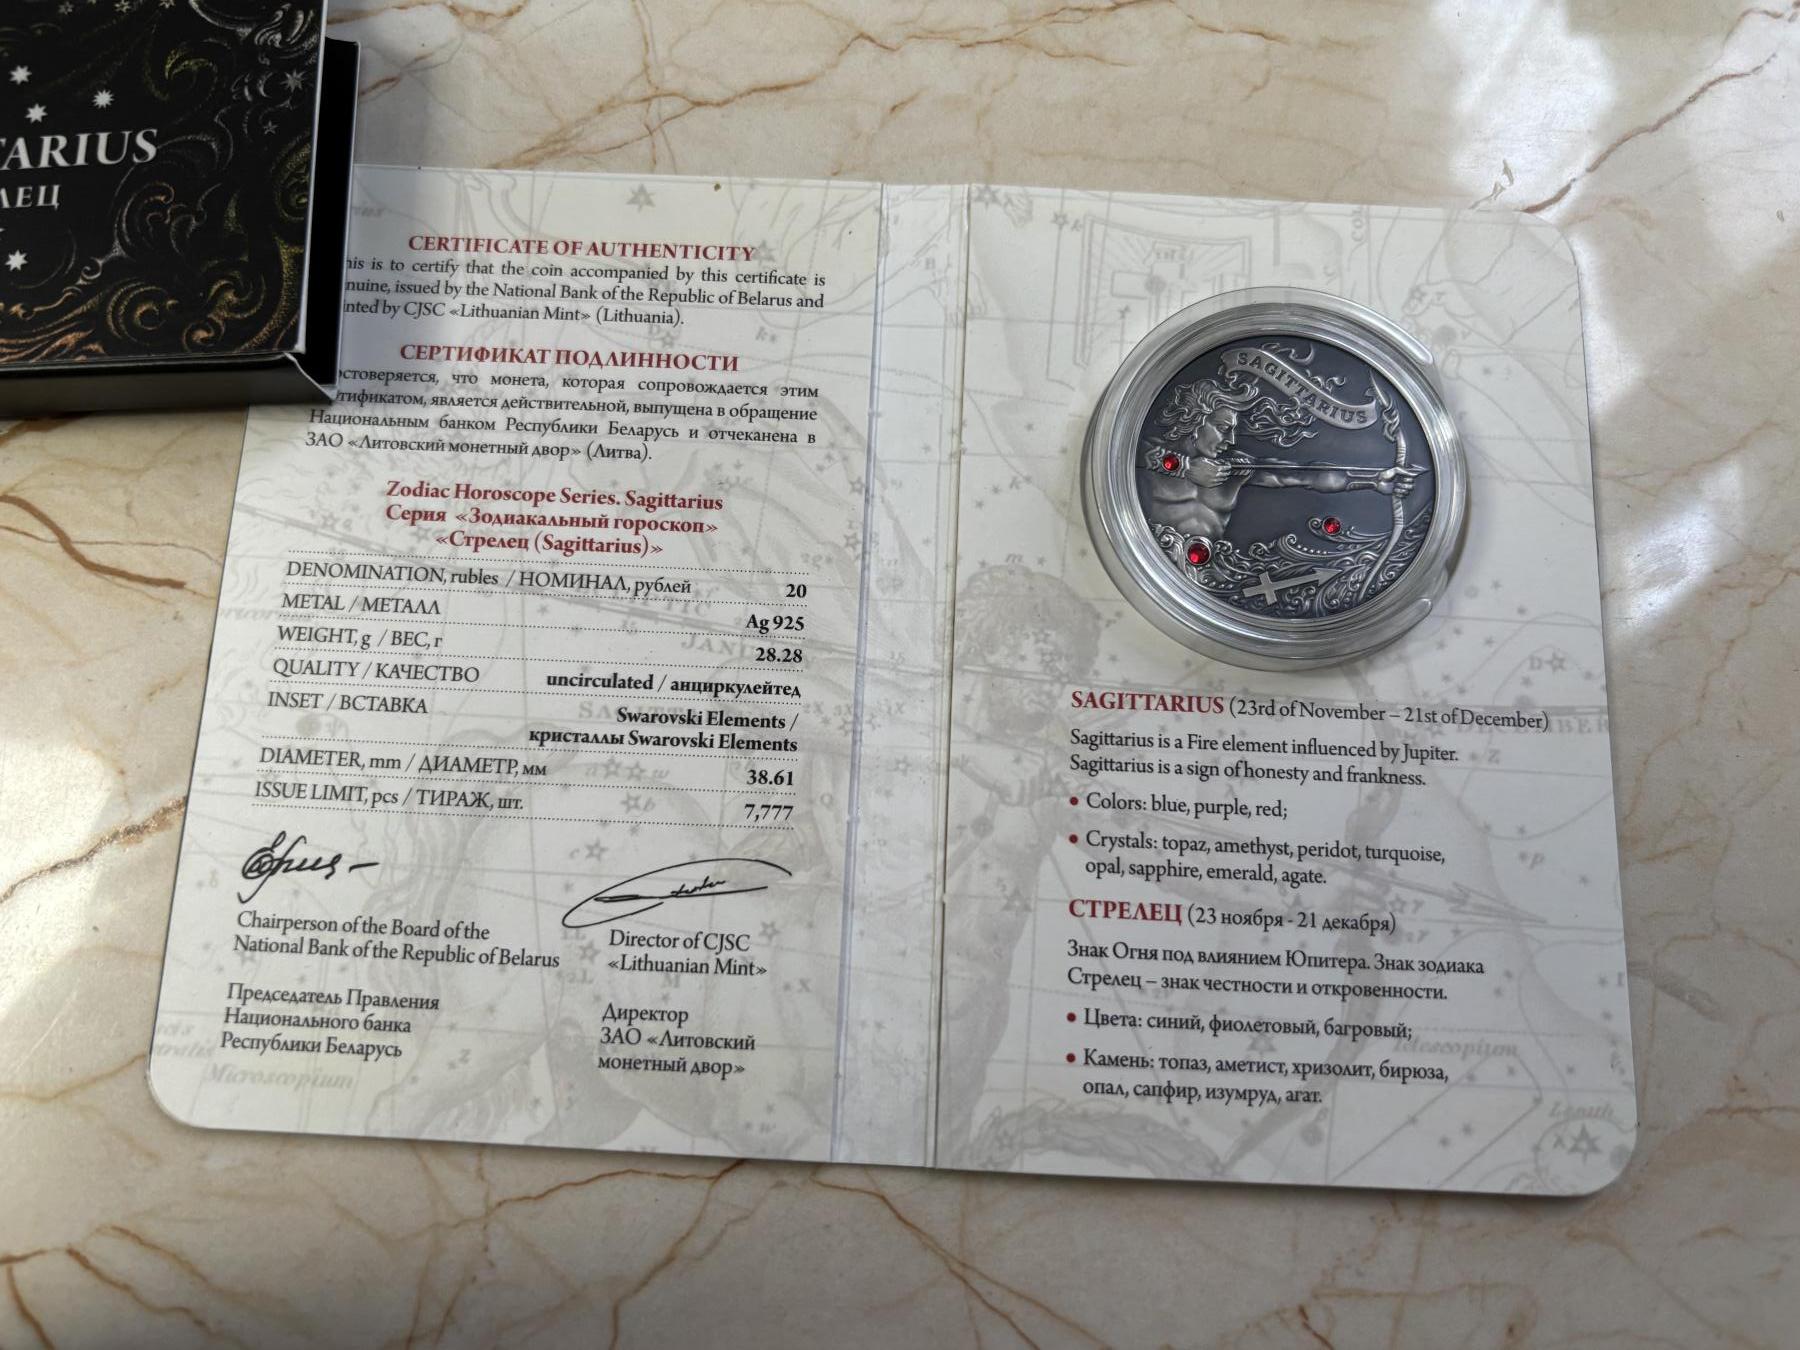 TARIUS
ЛЕЦ
CERTIFICATE OF AUTHENTICITY
his is to certify that the coin accompanied by this certificate is
nuine, issued by the National Bank of the Republic of Belarus and
nted by CJSC «Lithuanian Mint» (Lithuania).
СЕРТИФИКАТ ПОДЛИННОСТИ
остоверяется, что монета, которая сопровождается этим
тификатом, является действительной, выпущена в обращение
Национальным банком Республики Беларусь и отчеканена в
ЗАО «Литовский монетный двор» (Литва).
Zodiac Horoscope Series. Sagittarius
Серия «Зодиакальный гороскоп»
«Стрелец (Sagittarius)»
DENOMINATION, rubles / НОМИНАЛ, рублей 20
METAL / МЕТАЛЛ Ag 925
WEIGHT, g / ВЕС, г 28.28
QUALITY / КАЧЕСТВО uncirculated / анциркулейтед
INSET / ВСТАВКА Swarovski Elements /
кристаллы Swarovski Elements
DIAMETER, mm / ДИАМЕТР, мм 38.61
ISSUE LIMIT, pcs / ТИРАЖ, шт. 7,777
Chairperson of the Board of the
National Bank of the Republic of Belarus
Director of CJSC
«Lithuanian Mint»
Председатель Правления
Национального банка
Республики Беларусь
Директор
ЗАО «Литовский
монетный двор»
Microscopium
SAGITTARIUS
SAGITTARIUS (23rd of November – 21st of December)
Sagittarius is a Fire element influenced by Jupiter.
Sagittarius is a sign of honesty and frankness.
• Colors: blue, purple, red;
• Crystals: topaz, amethyst, peridot, turquoise,
opal, sapphire, emerald, agate.
СТРЕЛЕЦ (23 ноября - 21 декабря)
Знак Огня под влиянием Юпитера. Знак зодиака
Стрелец – знак честности и откровенности.
• Цвета: синий, фиолетовый, багровый;
• Камень: топаз, аметист, хризолит, бирюза,
опал, сапфир, изумруд, агат.